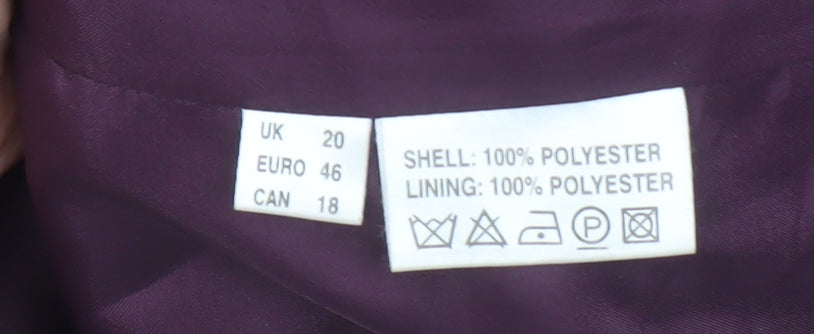 UK 20
EURO 46
CAN 18
SHELL: 100% POLYESTER
LINING: 100% POLYESTER
P